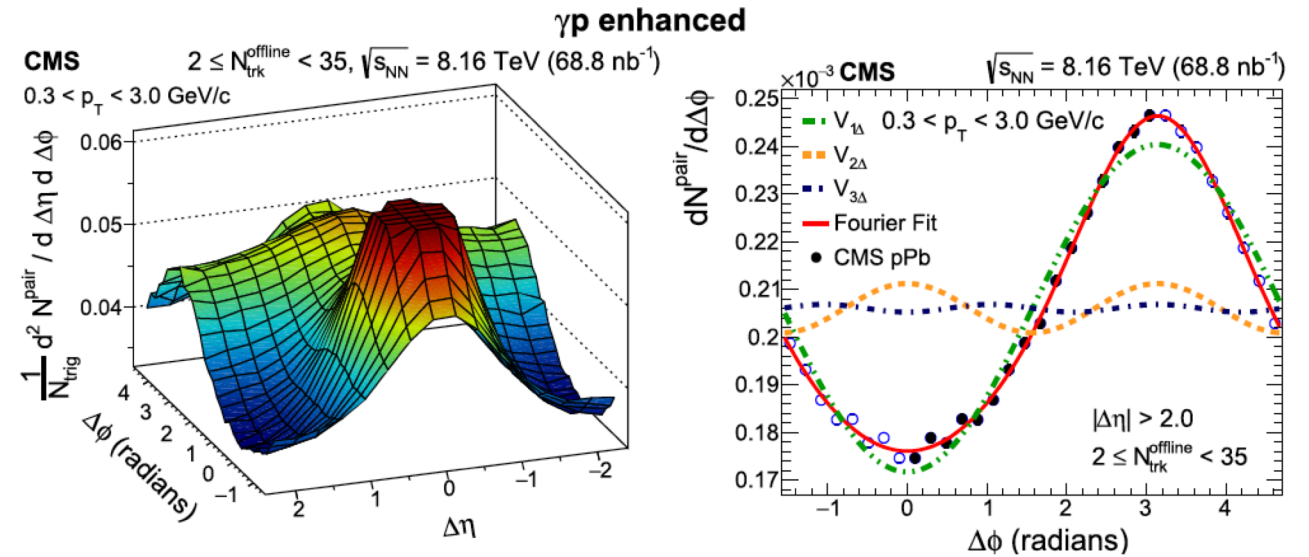 γp enhanced
CMS 2 ≤ N_trk^offline < 35, √s_NN = 8.16 TeV (68.8 nb⁻¹)
0.3 < p_T < 3.0 GeV/c
1/N_trig d² N^pair / d Δη d Δϕ
0.06
0.05
0.04
4
3
2
1
0
−1
Δϕ (radians)
2
1
0
−1
−2
Δη
×10⁻³ CMS √s_NN = 8.16 TeV (68.8 nb⁻¹)
dN^pair/dΔϕ
0.25
0.24
0.23
0.22
0.21
0.2
0.19
0.18
0.17
V_1Δ 0.3 < p_T < 3.0 GeV/c
V_2Δ
V_3Δ
Fourier Fit
CMS pPb
|Δη| > 2.0
2 ≤ N_trk^offline < 35
−1 0 1 2 3 4
Δϕ (radians)